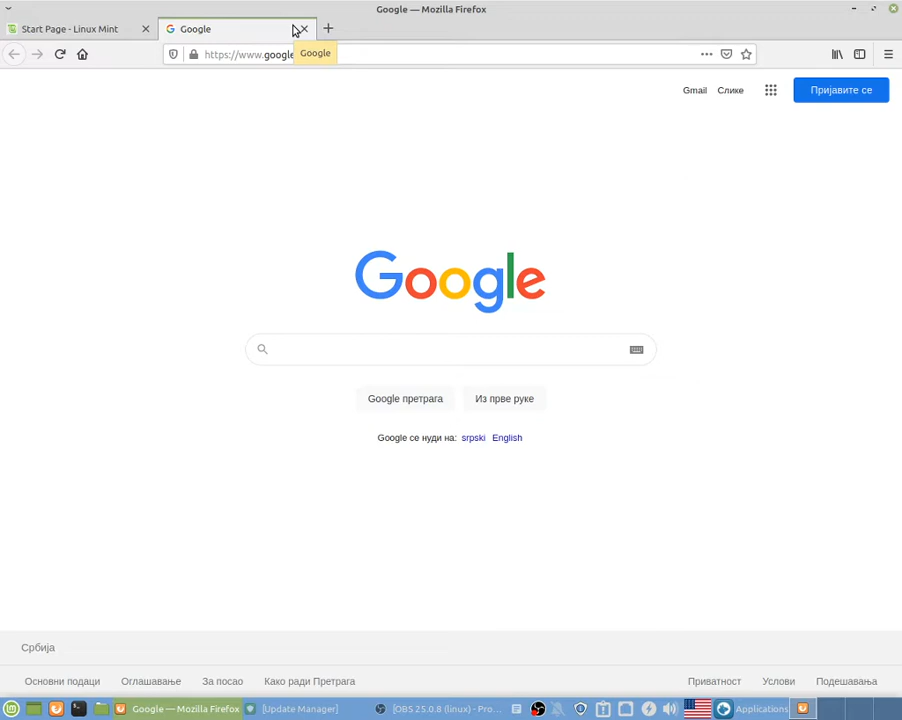 Google — Mozilla Firefox
Start Page - Linux Mint
Google
https://www.google
Google
Gmail
Слике
Пријавите се
Google
Google претрага
Из прве руке
Google се нуди на: srpski English
Србија
Основни подаци
Оглашавање
За посао
Како ради Претрага
Приватност
Услови
Подешавања
Google — Mozilla Firefox
[Update Manager]
[OBS 25.0.8 (linux) - Pro...
Applications